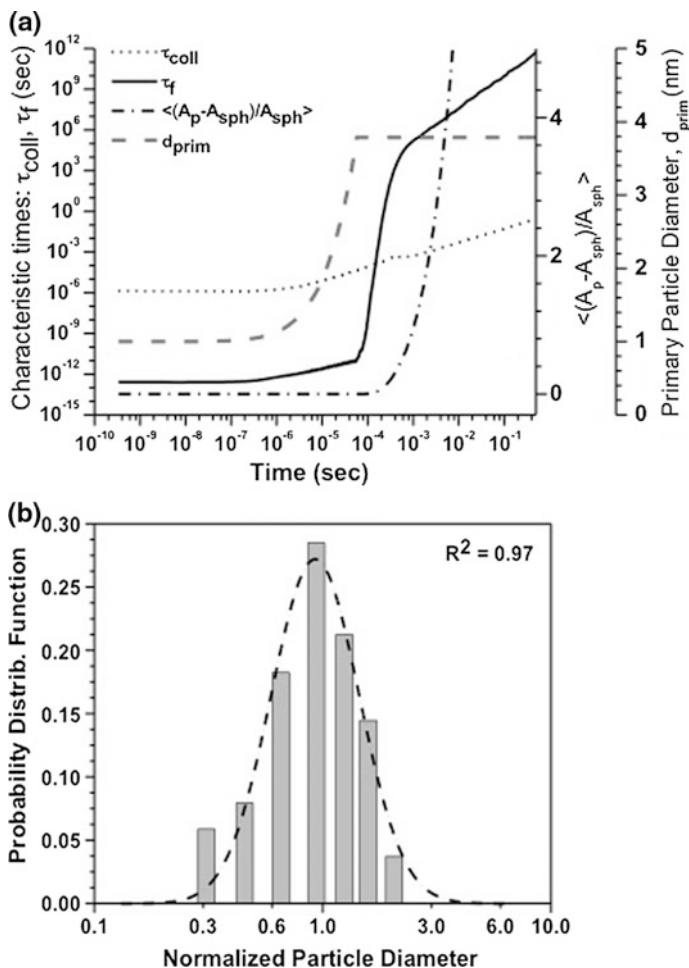 (a)
Characteristic times: τcoll, τf (sec)
10^12
10^9
10^6
10^3
10^0
10^-3
10^-6
10^-9
10^-12
10^-15
τcoll
τf
<(Ap-Asph)/Asph>
dprim
4
2
0
<(Ap-Asph)/Asph>
5
4
3
2
1
0
Primary Particle Diameter, dprim (nm)
10^-10 10^-9 10^-8 10^-7 10^-6 10^-5 10^-4 10^-3 10^-2 10^-1
Time (sec)
(b)
Probability Distrib. Function
0.30
0.25
0.20
0.15
0.10
0.05
0.00
R² = 0.97
0.1 0.3 0.6 1.0 3.0 6.0 10.0
Normalized Particle Diameter